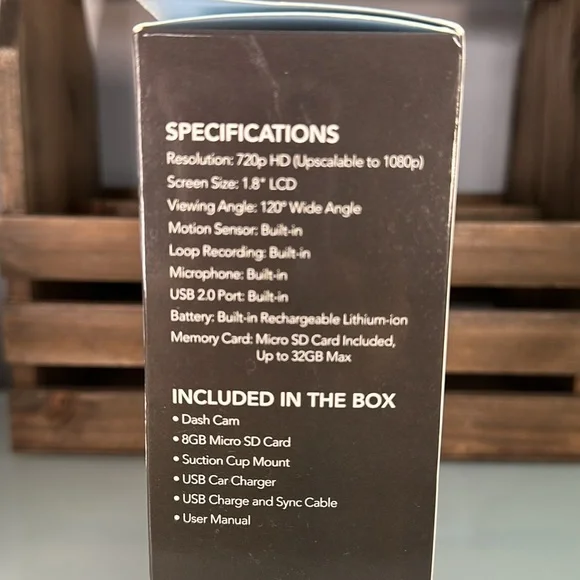 SPECIFICATIONS
Resolution: 720p HD (Upscalable to 1080p)
Screen Size: 1.8" LCD
Viewing Angle: 120° Wide Angle
Motion Sensor: Built-in
Loop Recording: Built-in
Microphone: Built-in
USB 2.0 Port: Built-in
Battery: Built-in Rechargeable Lithium-ion
Memory Card: Micro SD Card Included,
Up to 32GB Max
INCLUDED IN THE BOX
• Dash Cam
• 8GB Micro SD Card
• Suction Cup Mount
• USB Car Charger
• USB Charge and Sync Cable
• User Manual